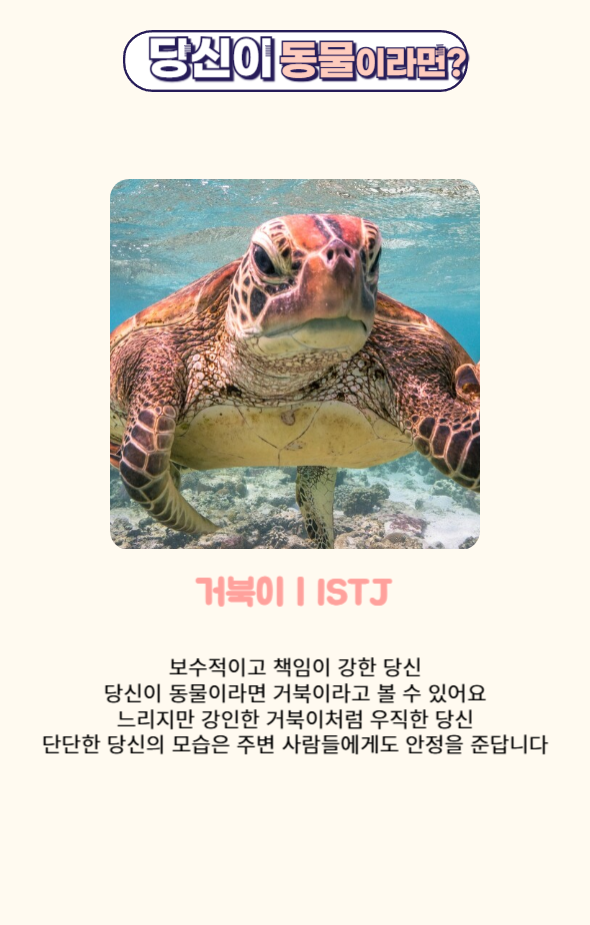 당신이 동물이라면?
거북이 | ISTJ
보수적이고 책임이 강한 당신
당신이 동물이라면 거북이라고 볼 수 있어요
느리지만 강인한 거북이처럼 우직한 당신
단단한 당신의 모습은 주변 사람들에게도 안정을 준답니다